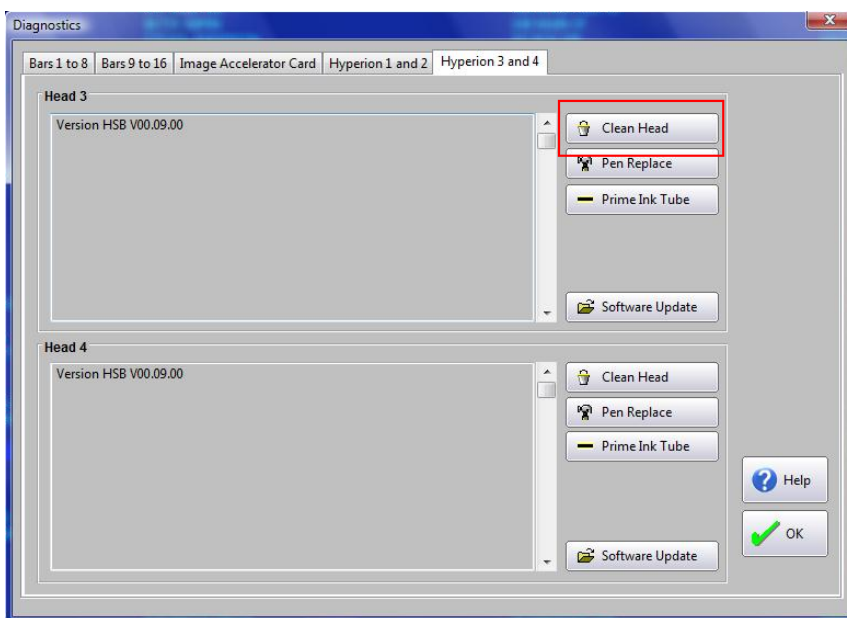 Diagnostics
Bars 1 to 8 Bars 9 to 16 Image Accelerator Card Hyperion 1 and 2 Hyperion 3 and 4
Head 3
Version HSB V00.09.00
Clean Head
Pen Replace
Prime Ink Tube
Software Update
Head 4
Version HSB V00.09.00
Clean Head
Pen Replace
Prime Ink Tube
Software Update
Help
OK